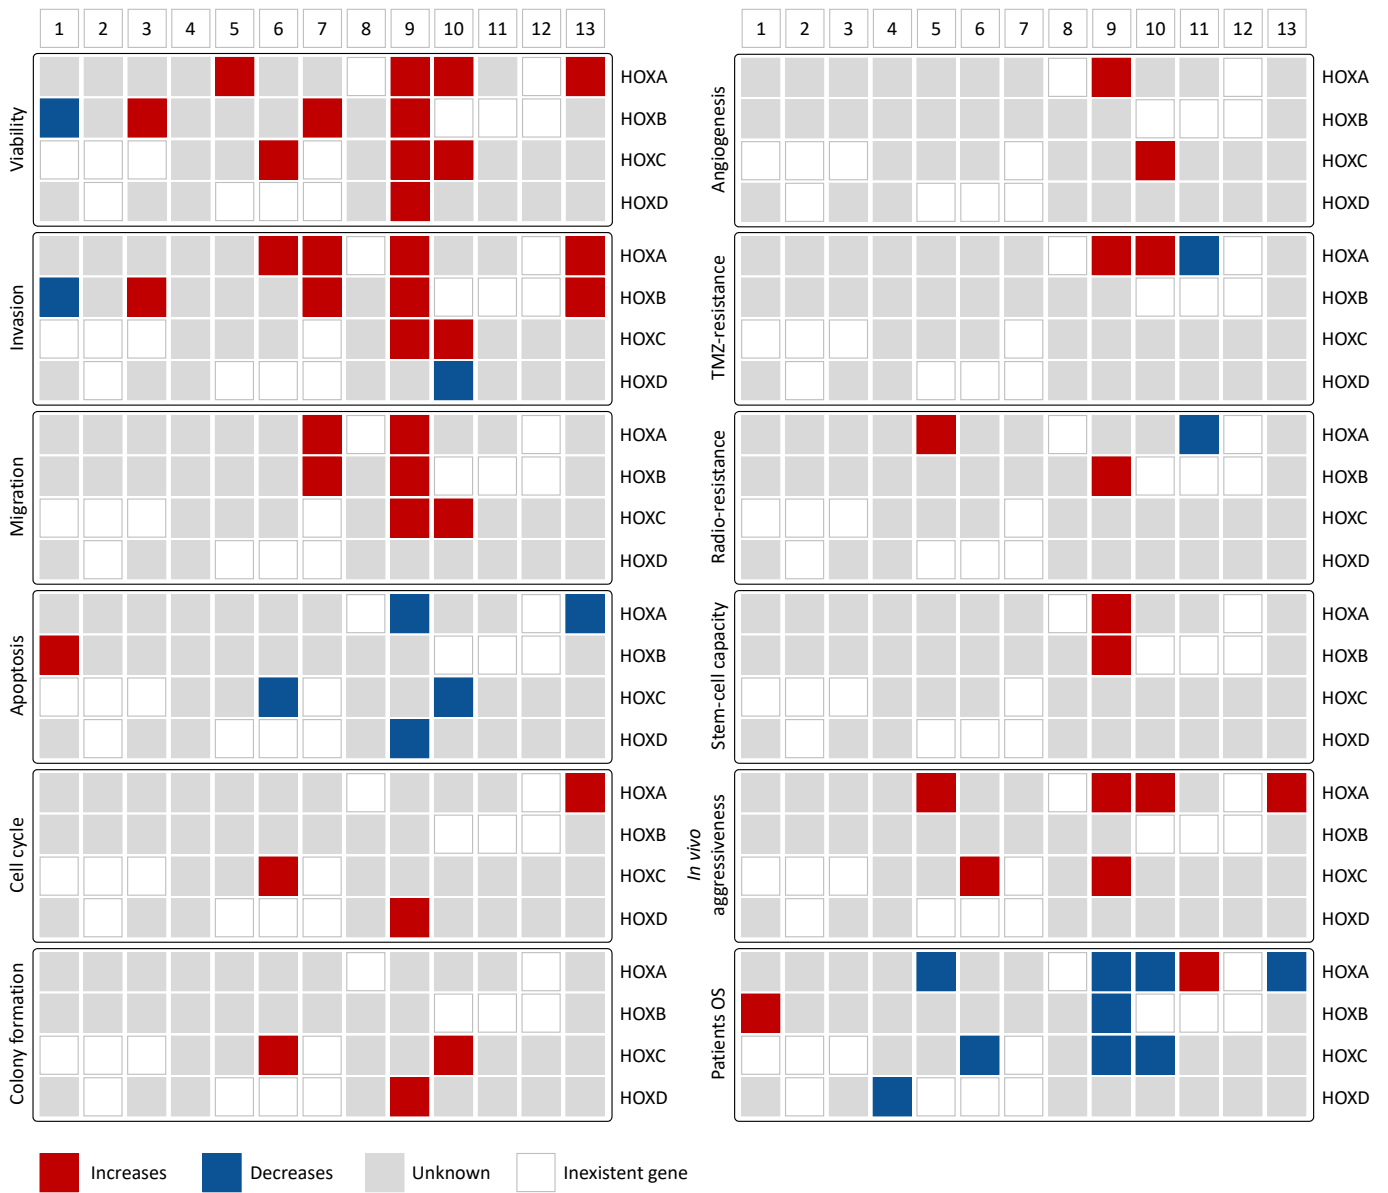 1 2 3 4 5 6 7 8 9 10 11 12 13
Viability
HOXA
HOXB
HOXC
HOXD
Invasion
HOXA
HOXB
HOXC
HOXD
Migration
HOXA
HOXB
HOXC
HOXD
Apoptosis
HOXA
HOXB
HOXC
HOXD
Cell cycle
HOXA
HOXB
HOXC
HOXD
Colony formation
HOXA
HOXB
HOXC
HOXD
1 2 3 4 5 6 7 8 9 10 11 12 13
Angiogenesis
HOXA
HOXB
HOXC
HOXD
TMZ-resistance
HOXA
HOXB
HOXC
HOXD
Radio-resistance
HOXA
HOXB
HOXC
HOXD
Stem-cell capacity
HOXA
HOXB
HOXC
HOXD
In vivo
aggressiveness
HOXA
HOXB
HOXC
HOXD
Patients OS
HOXA
HOXB
HOXC
HOXD
Increases Decreases Unknown Inexistent gene